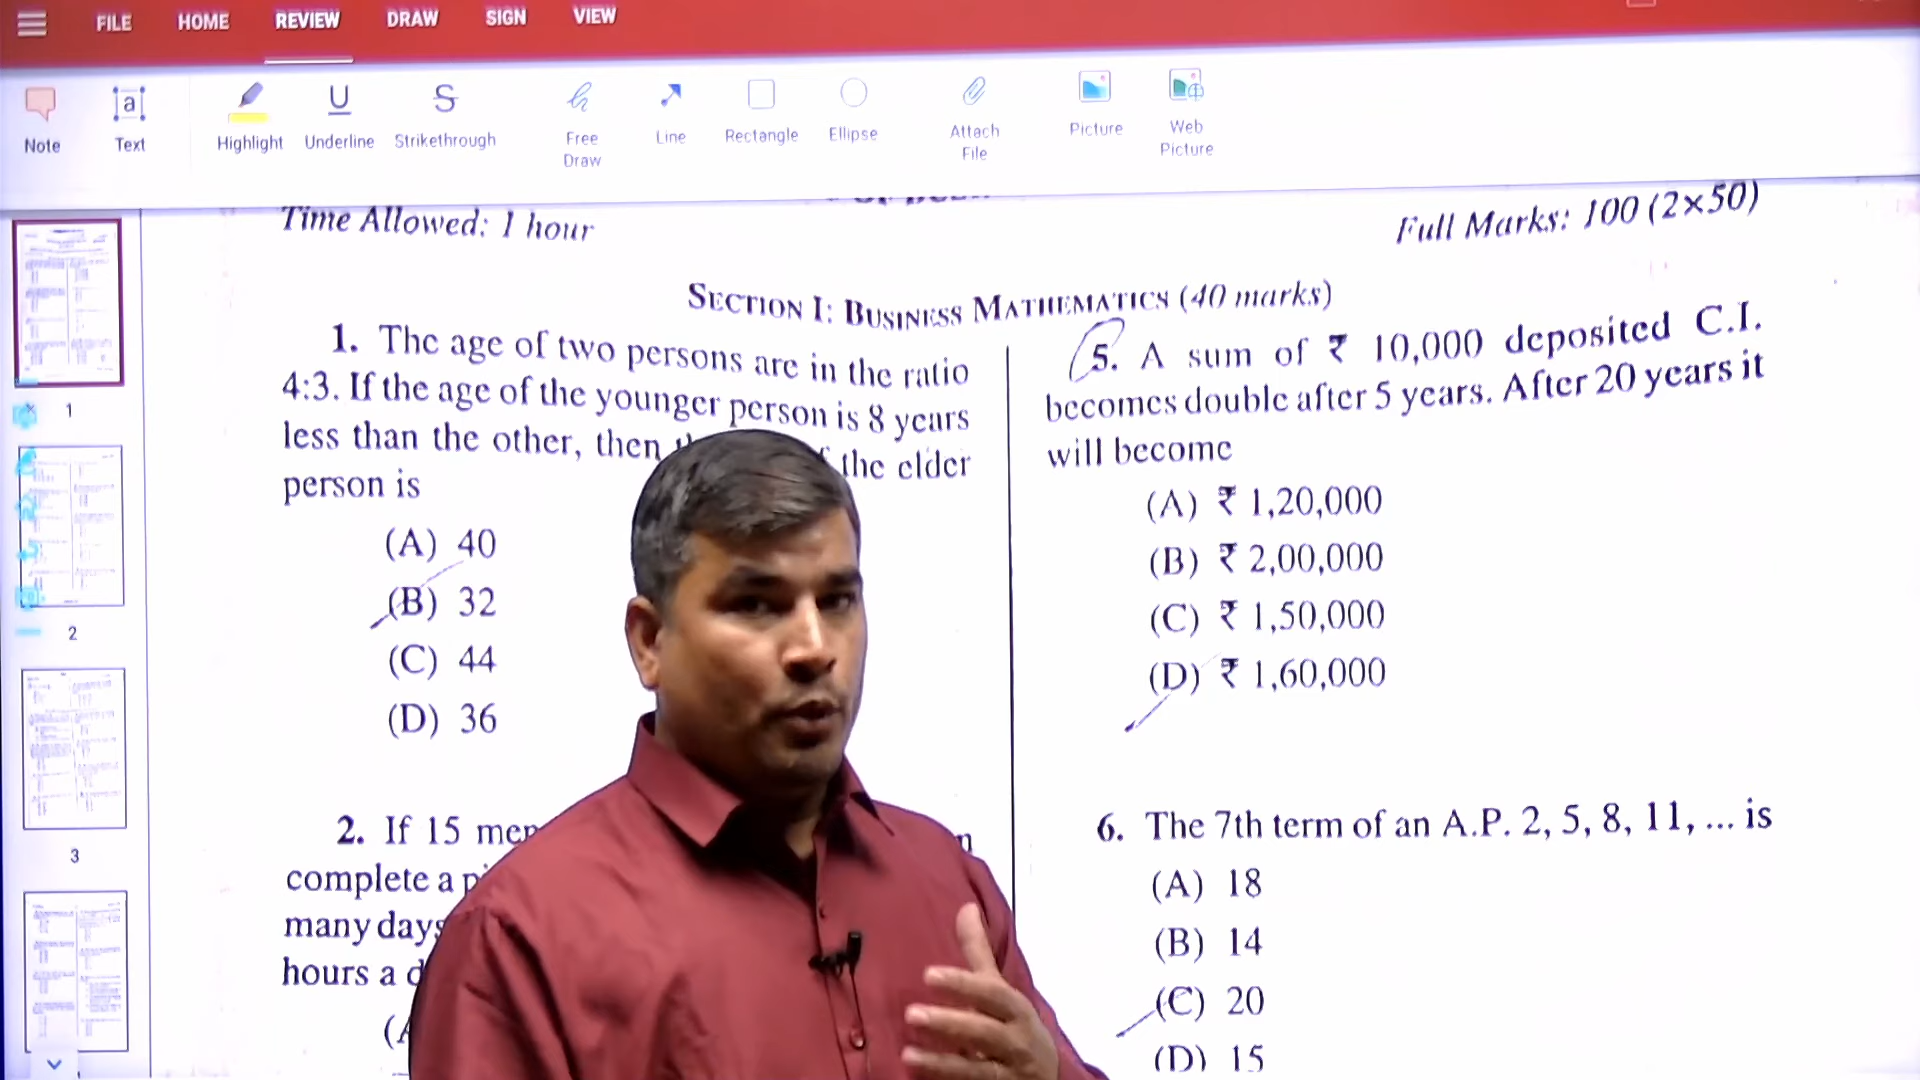 FILE HOME REVIEW DRAW SIGN VIEW
Note Text Highlight Underline Strikethrough Free Draw Line Rectangle Ellipse Attach File Picture Web Picture
Time Allowed: 1 hour
Full Marks: 100 (2×50)
SECTION I: BUSINESS MATHEMATICS (40 marks)
1. The age of two persons are in the ratio
4:3. If the age of the younger person is 8 years
less than the other, then the elder
person is
(A) 40
(B) 32
(C) 44
(D) 36
2. If 15 men
complete a
many days
hours a
5. A sum of ₹ 10,000 deposited C.I.
becomes double after 5 years. After 20 years it
will become
(A) ₹ 1,20,000
(B) ₹ 2,00,000
(C) ₹ 1,50,000
(D) ₹ 1,60,000
6. The 7th term of an A.P. 2, 5, 8, 11, ... is
(A) 18
(B) 14
(C) 20
(D) 15
1
2
3